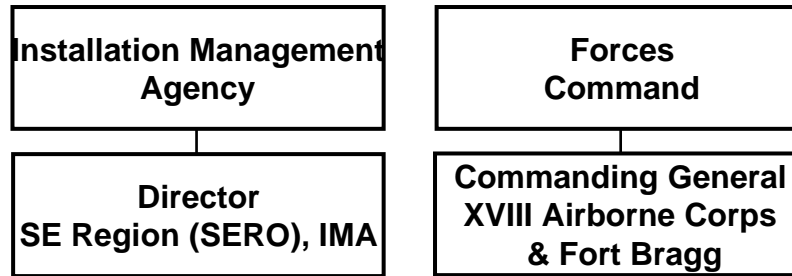 Installation Management
Agency
Forces
Command
Director
SE Region (SERO), IMA
Commanding General
XVIII Airborne Corps
& Fort Bragg